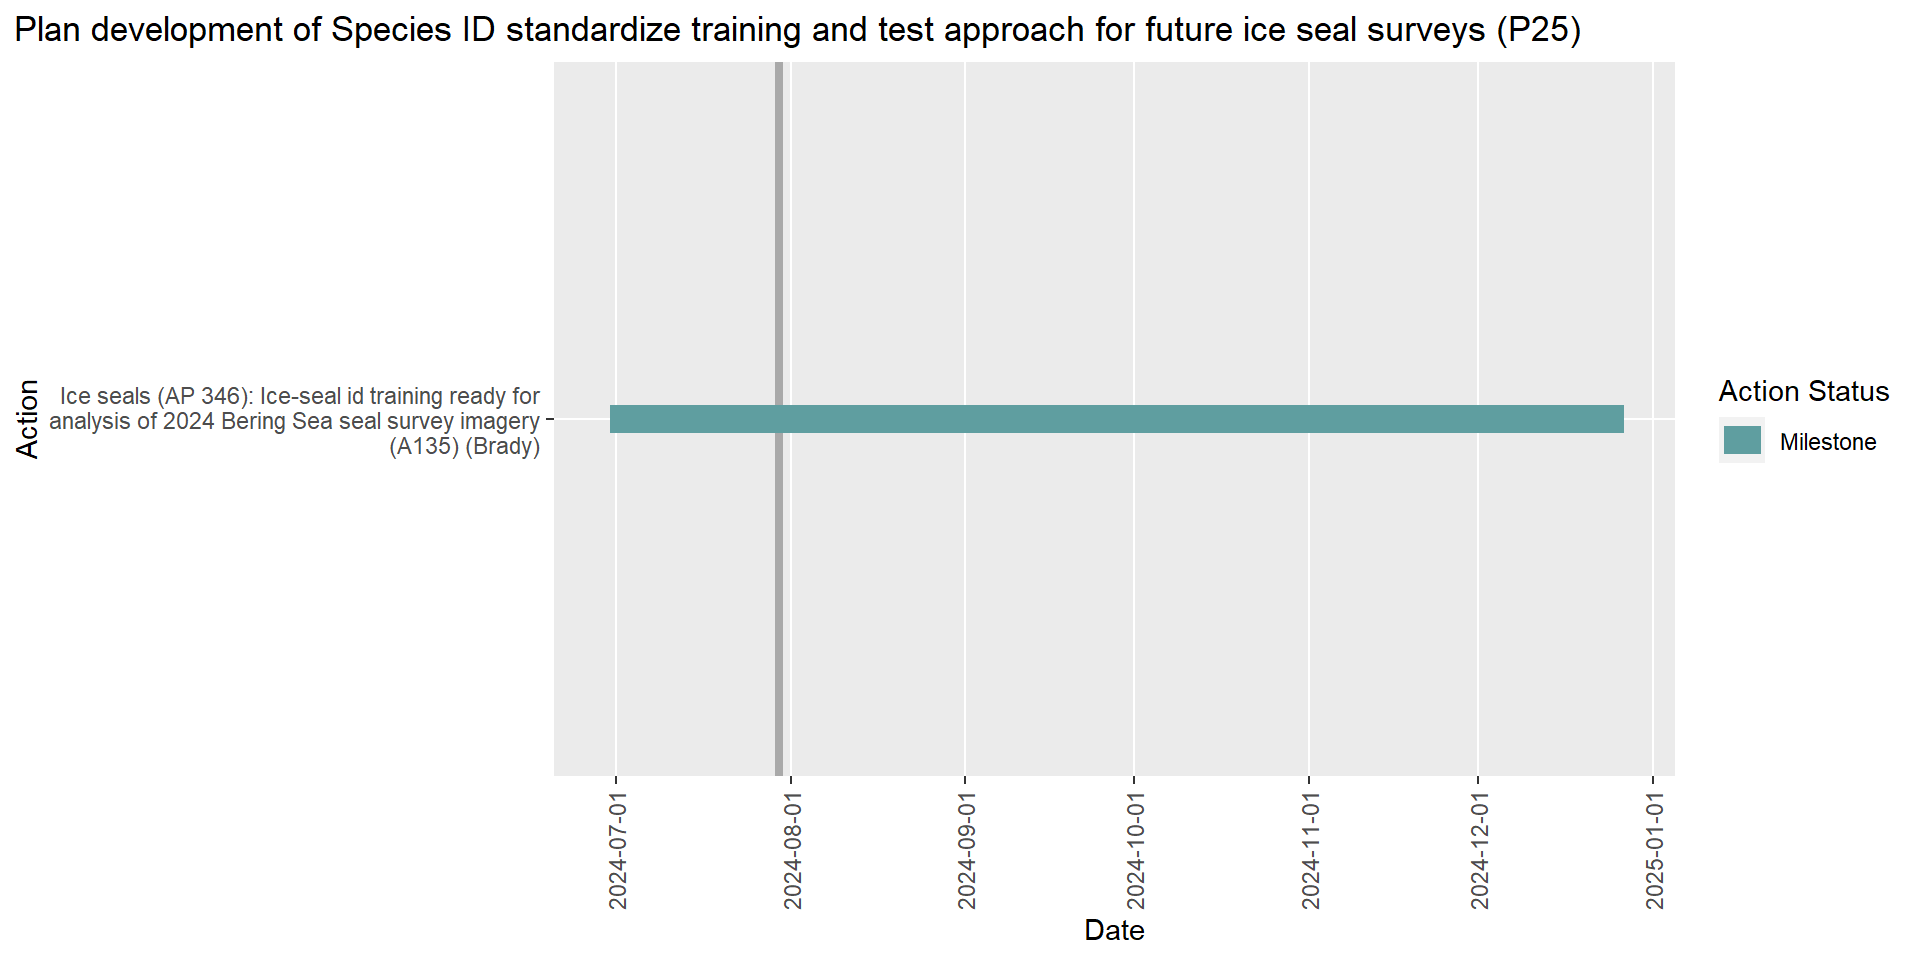 Plan development of Species ID standardize training and test approach for future ice seal surveys (P25)
Action
Ice seals (AP 346): Ice-seal id training ready for
analysis of 2024 Bering Sea seal survey imagery
(A135) (Brady)
Action Status
Milestone
2024-07-01
2024-08-01
2024-09-01
2024-10-01
2024-11-01
2024-12-01
2025-01-01
Date